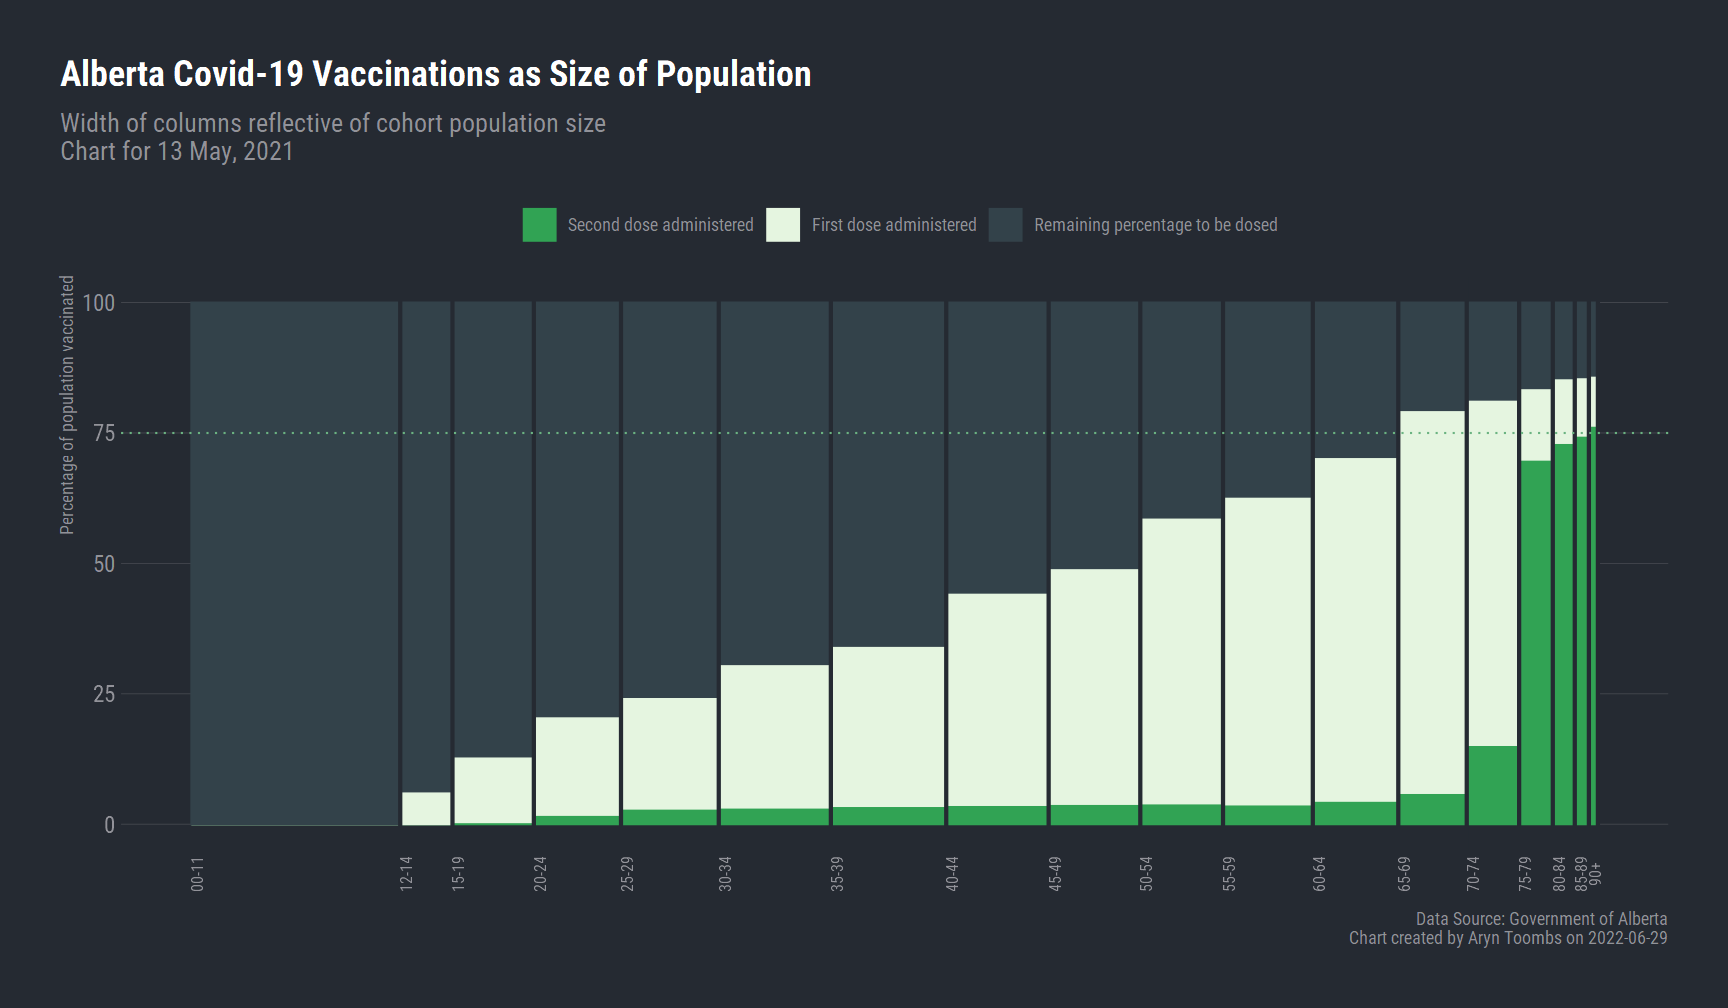 Alberta Covid-19 Vaccinations as Size of Population
Width of columns reflective of cohort population size
Chart for 13 May, 2021
Second dose administered
First dose administered
Remaining percentage to be dosed
Percentage of population vaccinated
100
75
50
25
0
00-11
12-14
15-19
20-24
25-29
30-34
35-39
40-44
45-49
50-54
55-59
60-64
65-69
70-74
75-79
80-84
85-89
90+
Data Source: Government of Alberta
Chart created by Aryn Toombs on 2022-06-29